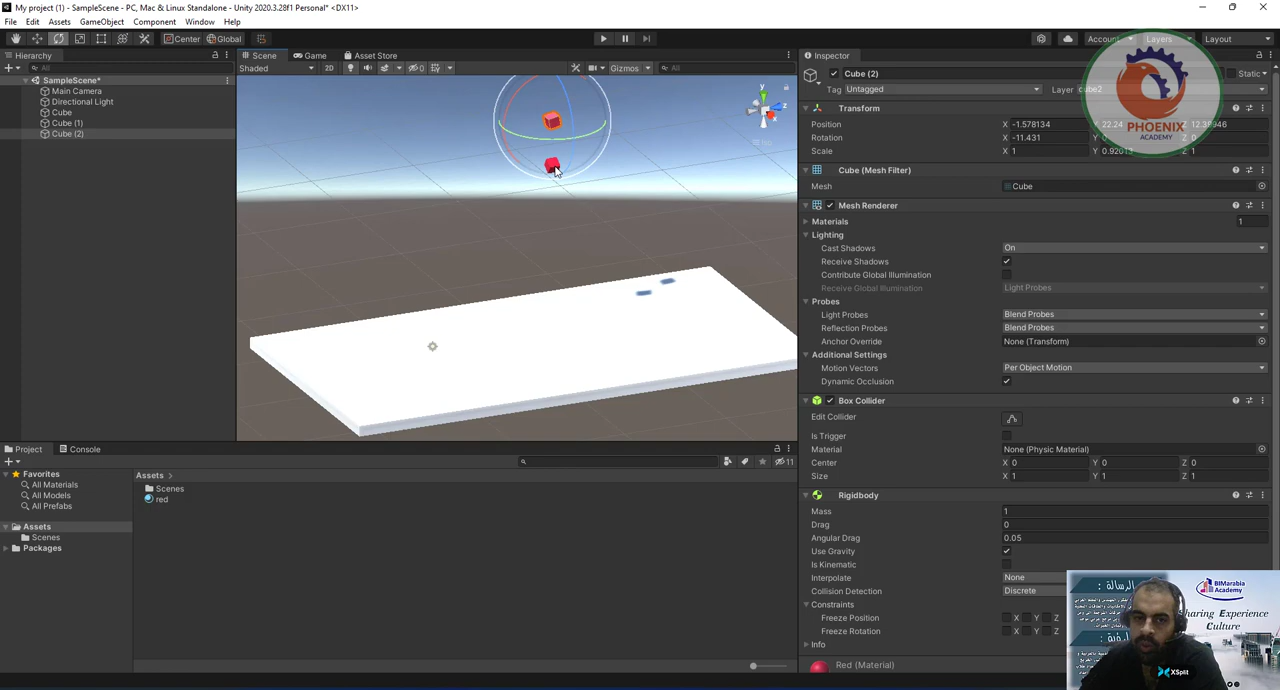 My project (1) - SampleScene - PC, Mac & Linux Standalone - Unity 2020.3.28f1 Personal* <DX11>
File Edit Assets GameObject Component Window Help
Center Global
Account Layers Layout
Hierarchy
All
SampleScene*
Main Camera
Directional Light
Cube
Cube (1)
Cube (2)
Scene Game Asset Store
Shaded 2D 0 Gizmos All
y
z
Inspector
Cube (2) Static
Tag Untagged Layer cube2
Transform
Position X -1.578134 Y 22.24
Rotation X -11.431 Y
Scale X 1 Y Z 1
Cube (Mesh Filter)
Mesh Cube
Mesh Renderer
Materials 1
Lighting
Cast Shadows On
Receive Shadows
Contribute Global Illumination
Receive Global Illumination Light Probes
Probes
Light Probes Blend Probes
Reflection Probes Blend Probes
Anchor Override None (Transform)
Additional Settings
Motion Vectors Per Object Motion
Dynamic Occlusion
Box Collider
Edit Collider
Is Trigger
Material None (Physic Material)
Center X 0 Y 0 Z 0
Size X 1 Y 1 Z 1
Rigidbody
Mass 1
Drag 0
Angular Drag 0.05
Use Gravity
Is Kinematic
Interpolate None
Collision Detection Discrete
Constraints
Freeze Position X Y Z
Freeze Rotation X Y Z
Info
Red (Material)
Project Console
11
Favorites
All Materials
All Models
All Prefabs
Assets
Scenes
Packages
Assets
Scenes
red
PHOENIX
ACADEMY
الرسالة :
BIMarabia
Academy
Sharing Experience
Culture
XSplit